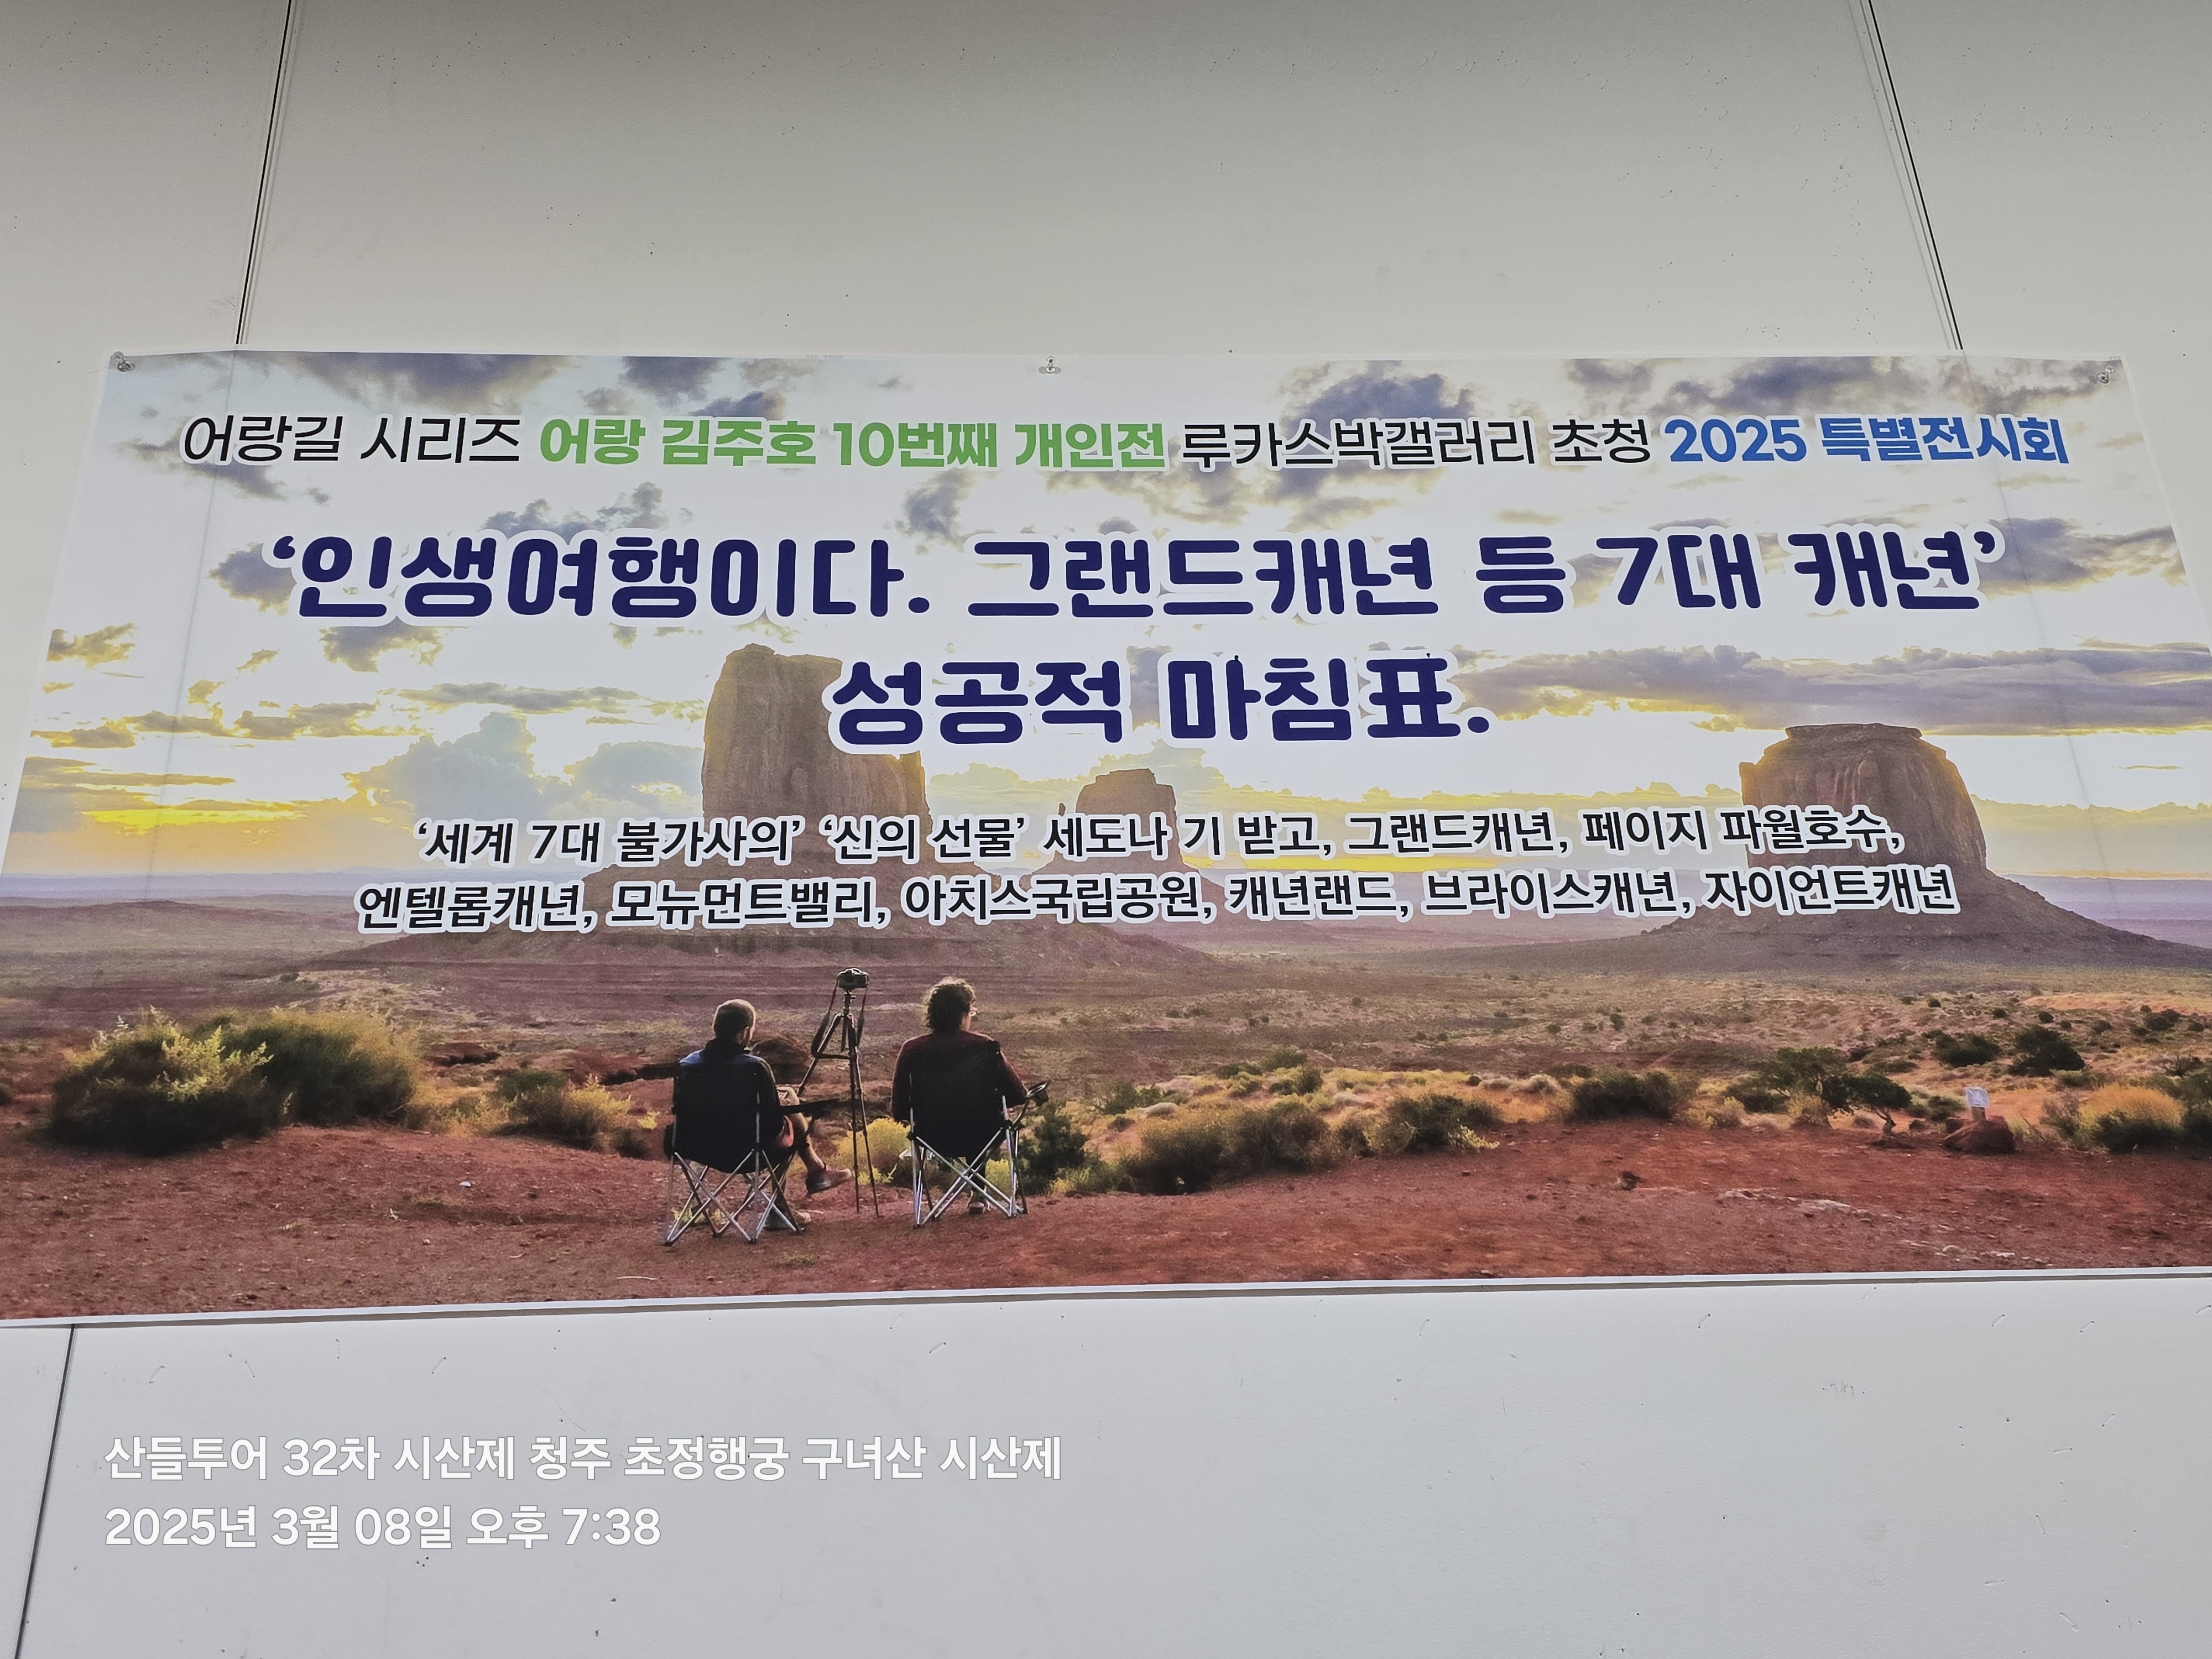 어랑길 시리즈 어랑 김주호 10번째 개인전 루카스박갤러리 초청 2025 특별전시회
‘인생여행이다. 그랜드캐년 등 7대 캐년’
성공적 마침표.
‘세계 7대 불가사의’ ‘신의 선물’ 세도나 기 받고, 그랜드캐년, 페이지 파월호수,
엔텔롭캐년, 모뉴먼트밸리, 아치스국립공원, 캐년랜드, 브라이스캐년, 자이언트캐년
산들투어 32차 시산제 청주 초정행궁 구녀산 시산제
2025년 3월 08일 오후 7:38